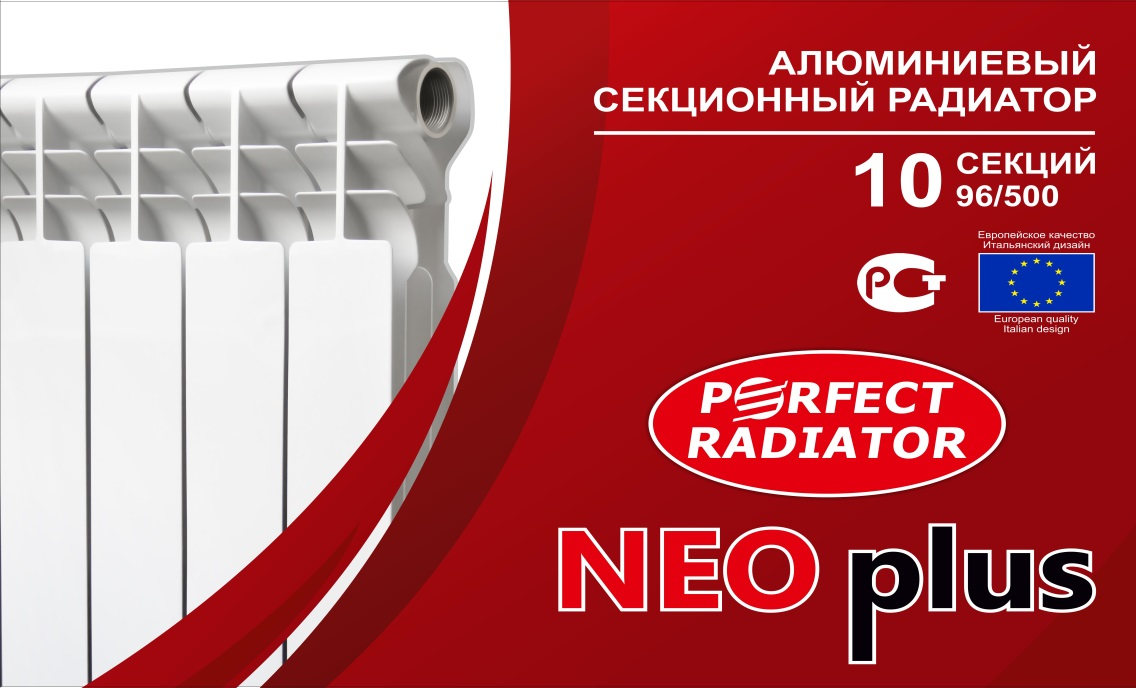 АЛЮМИНИЕВЫЙ
СЕКЦИОННЫЙ РАДИАТОР
10 СЕКЦИЙ
96/500
Европейское качество
Итальянский дизайн
РСТ
European quality
Italian design
PERFECT
RADIATOR
NEO plus